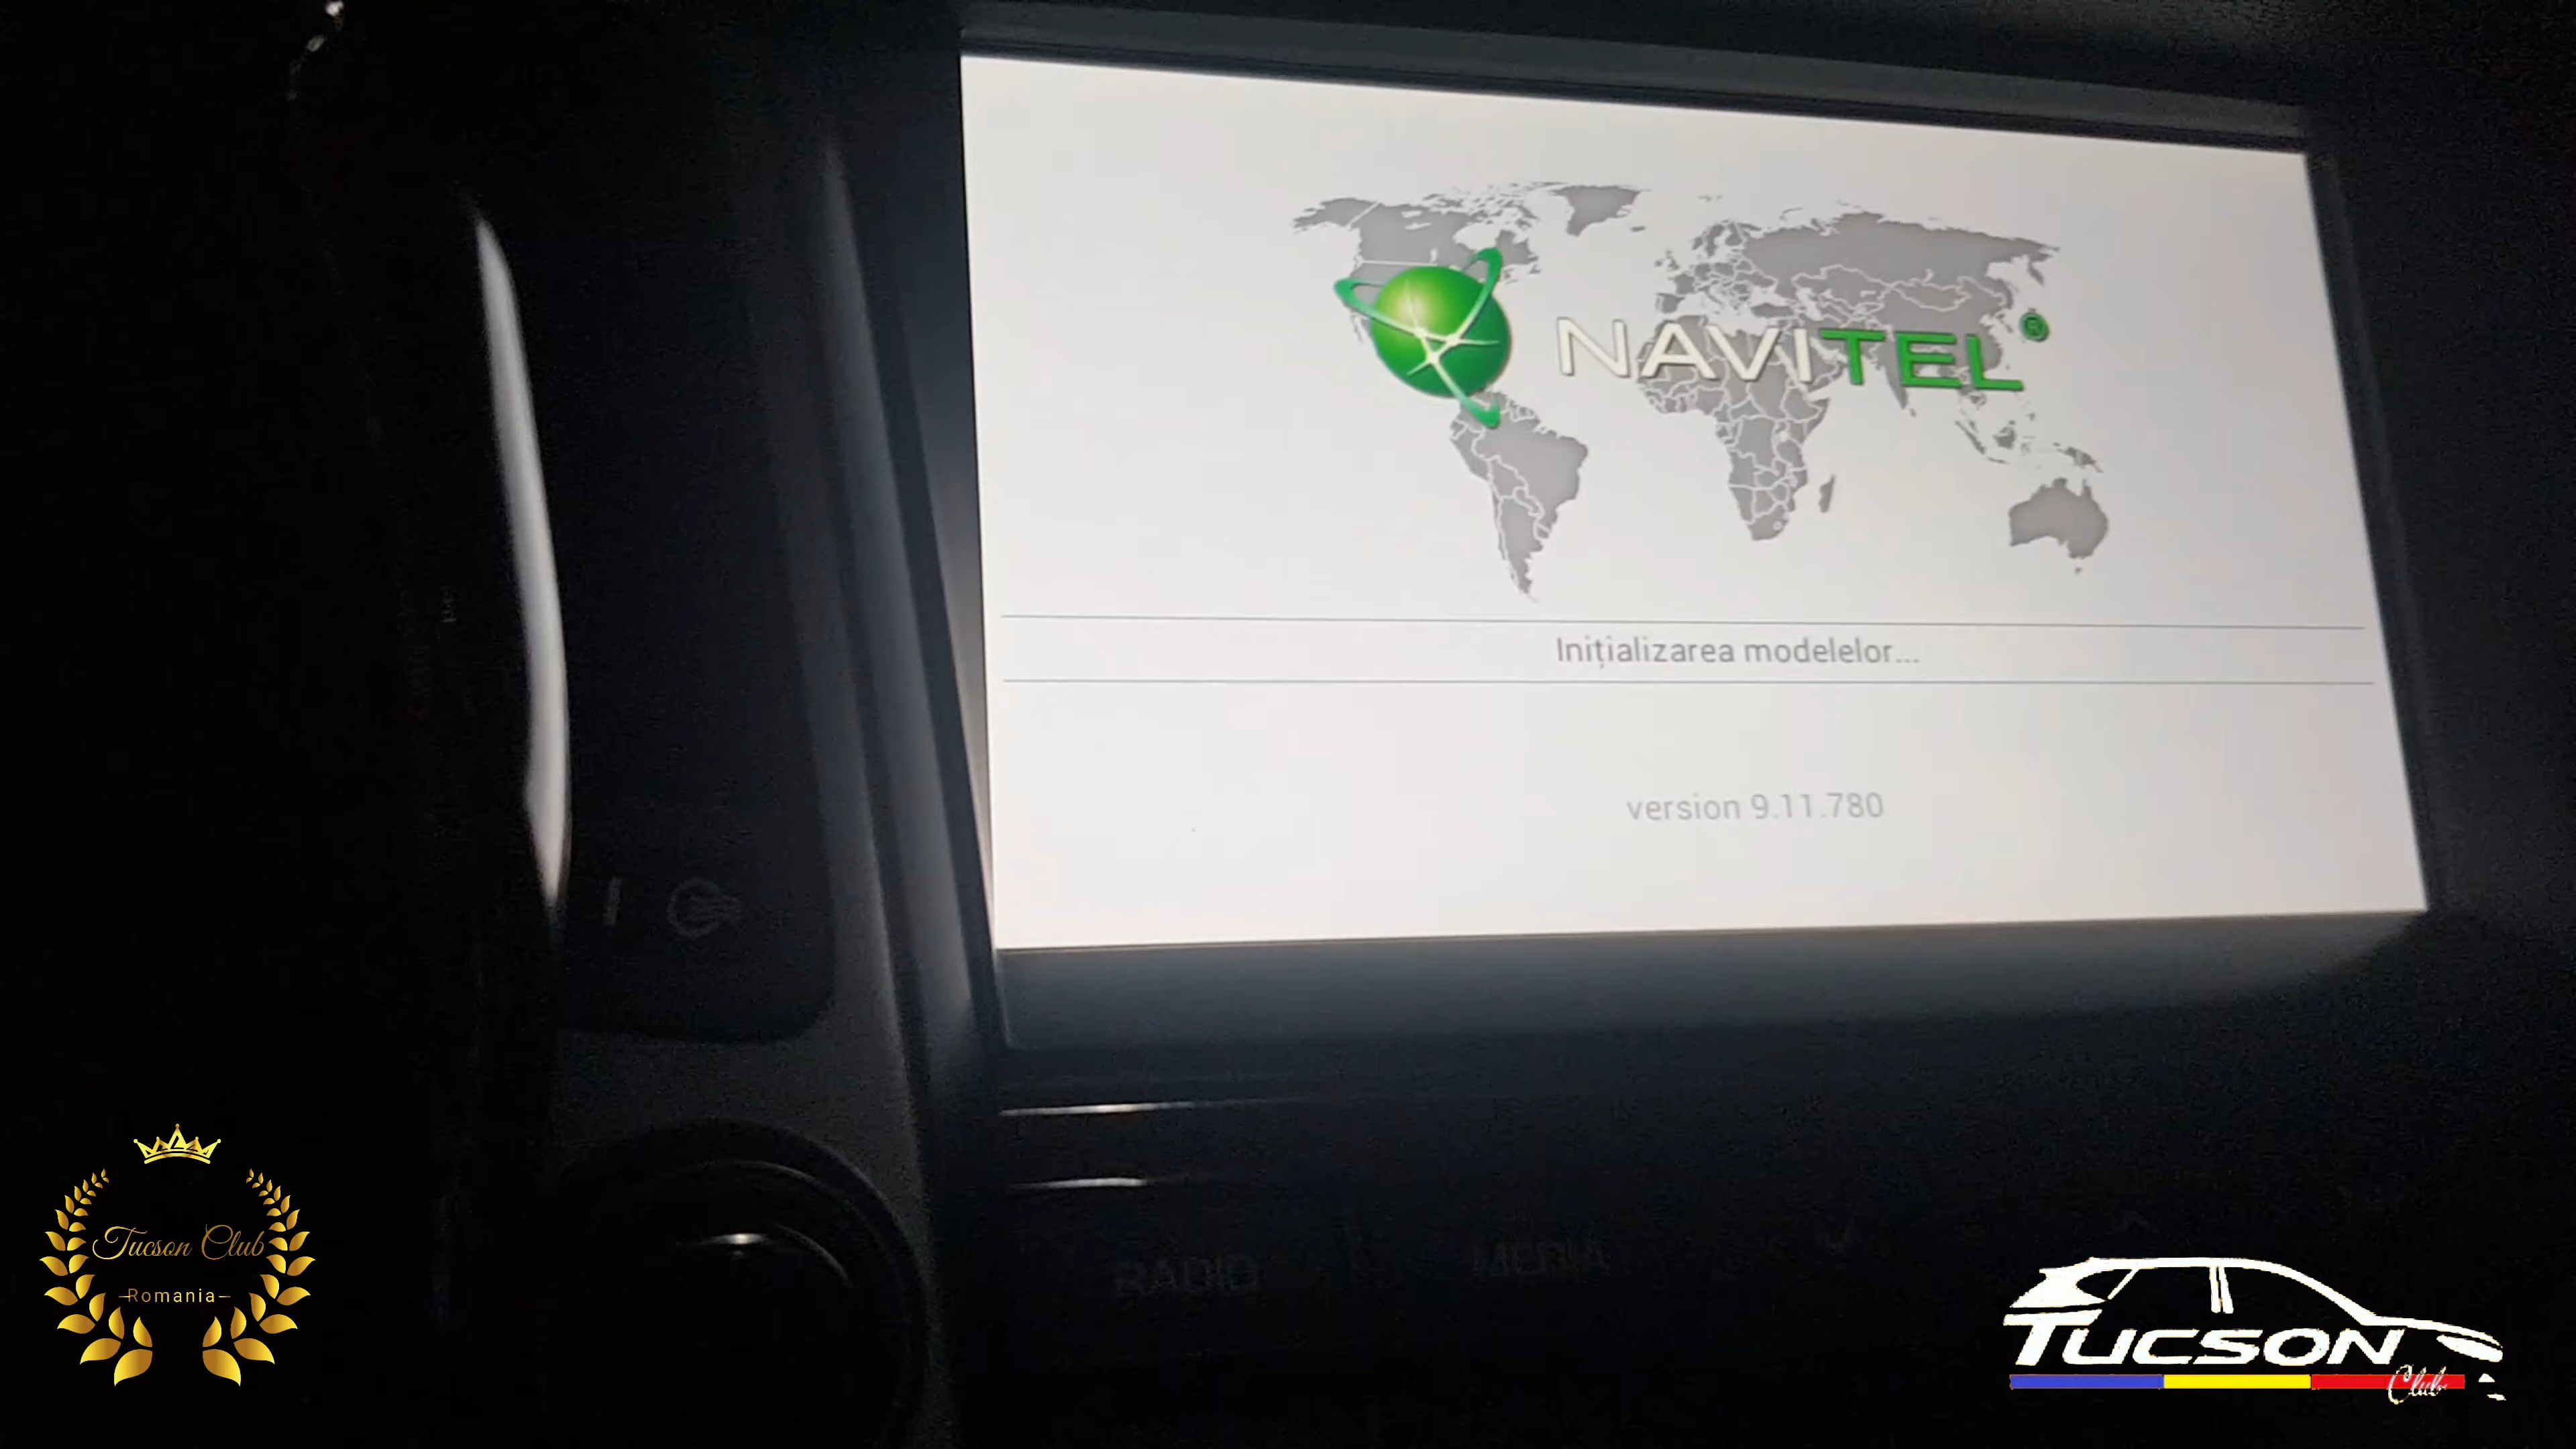 NAVITEL®
Inițializarea modelelor...
version 9.11.780
RADIO
MEDIA
Tucson Club
Romania
TUCSON
Club